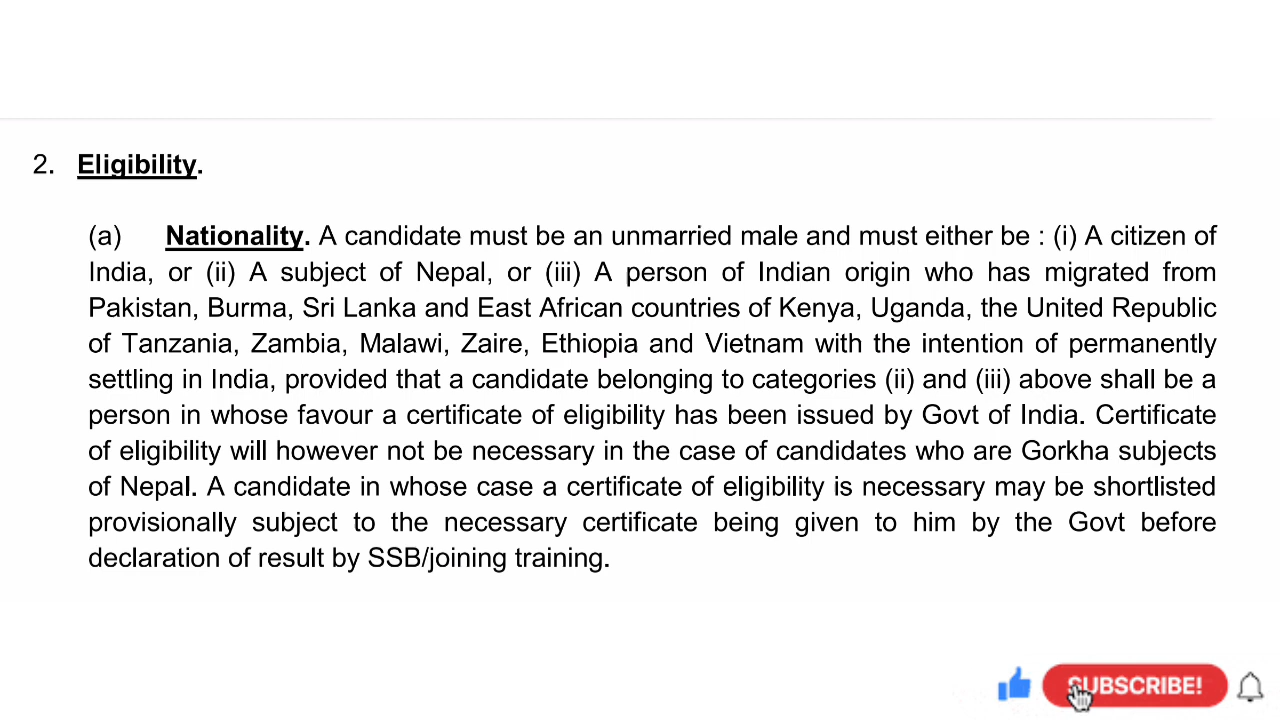 2. Eligibility.
(a) Nationality. A candidate must be an unmarried male and must either be : (i) A citizen of
India, or (ii) A subject of Nepal, or (iii) A person of Indian origin who has migrated from
Pakistan, Burma, Sri Lanka and East African countries of Kenya, Uganda, the United Republic
of Tanzania, Zambia, Malawi, Zaire, Ethiopia and Vietnam with the intention of permanently
settling in India, provided that a candidate belonging to categories (ii) and (iii) above shall be a
person in whose favour a certificate of eligibility has been issued by Govt of India. Certificate
of eligibility will however not be necessary in the case of candidates who are Gorkha subjects
of Nepal. A candidate in whose case a certificate of eligibility is necessary may be shortlisted
provisionally subject to the necessary certificate being given to him by the Govt before
declaration of result by SSB/joining training.
SUBSCRIBE!